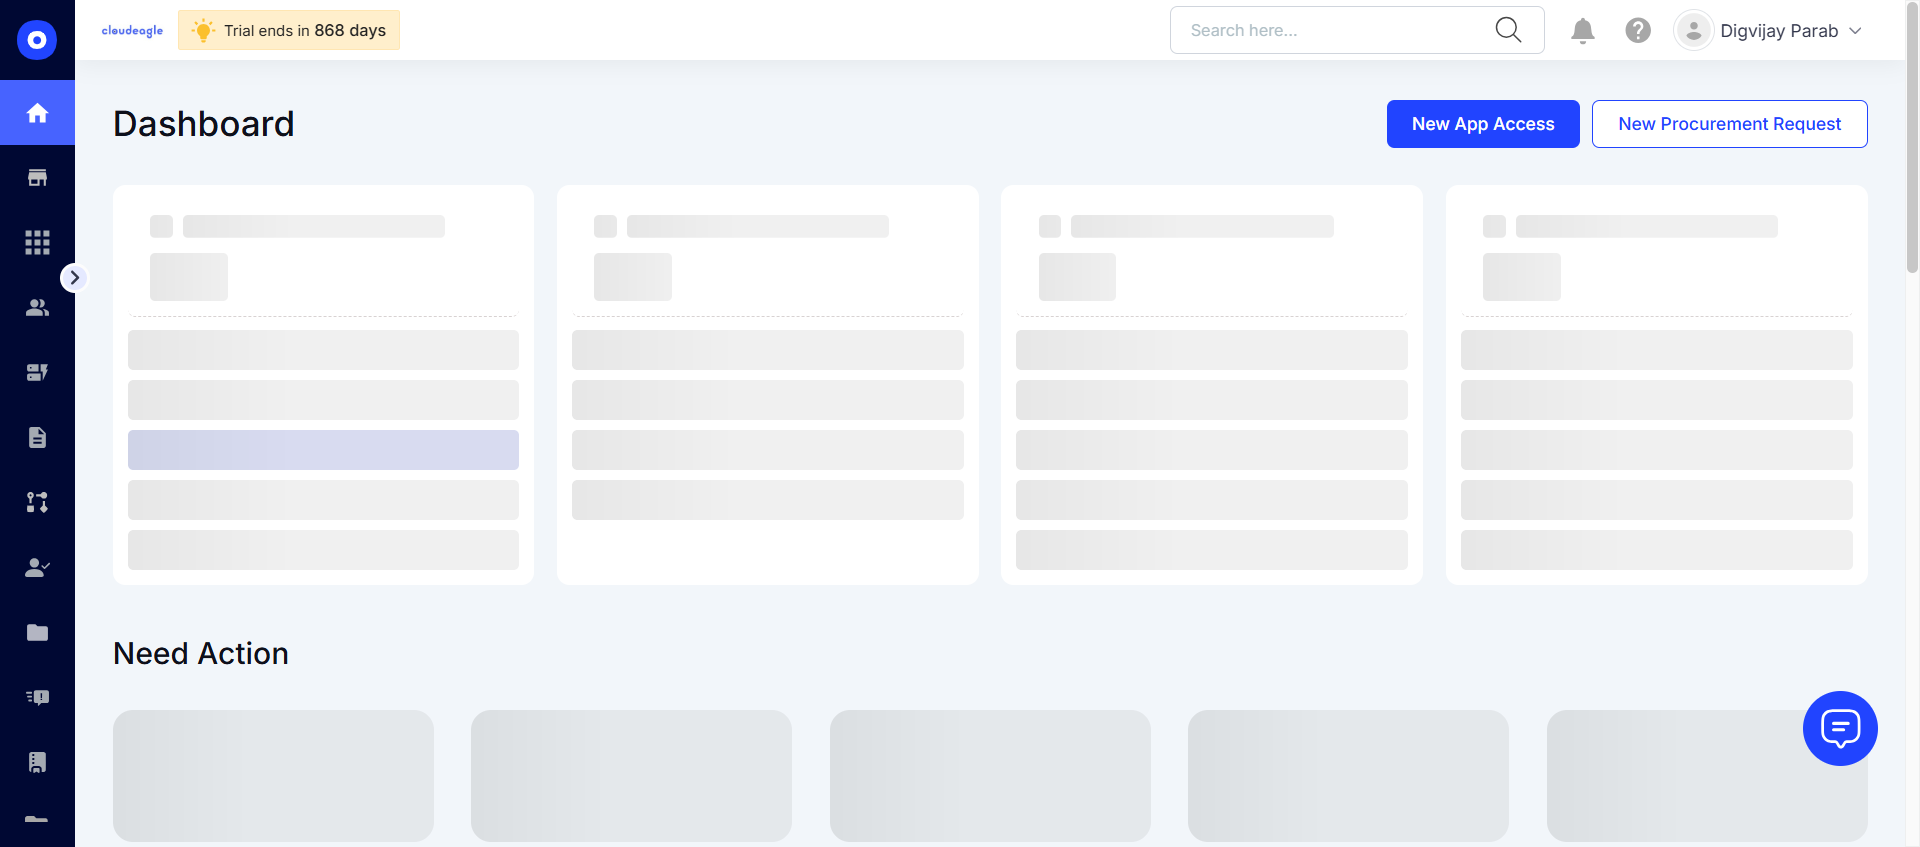 cloudeagle
Trial ends in 868 days
Search here...
Digvijay Parab
Dashboard
New App Access
New Procurement Request
Need Action